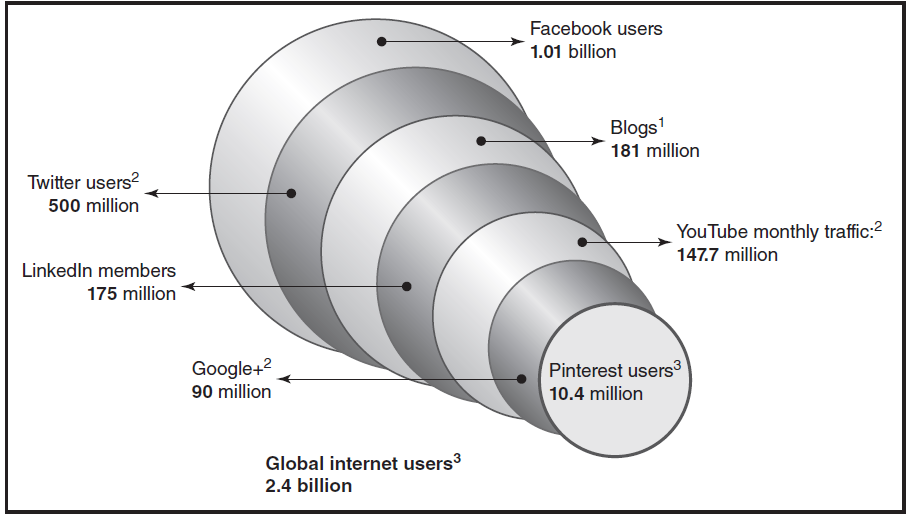 Facebook users
1.01 billion
Blogs¹
181 million
Twitter users²
500 million
YouTube monthly traffic:²
147.7 million
LinkedIn members
175 million
Google+²
90 million
Pinterest users³
10.4 million
Global internet users³
2.4 billion